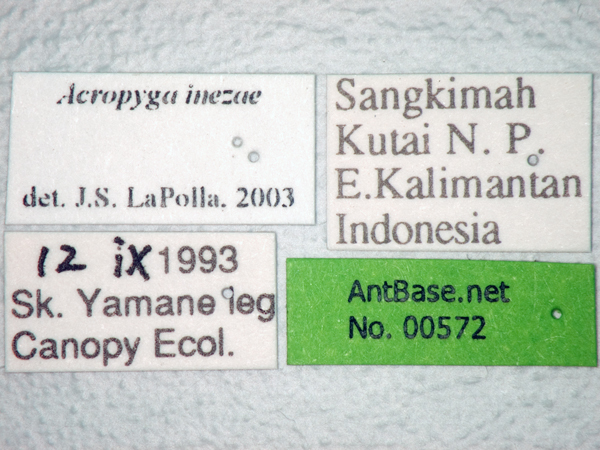 Acropyga inezae
det. J.S. LaPolla. 2003
Sangkimah
Kutai N. P.
E.Kalimantan
Indonesia
12 iX 1993
Sk. Yamane leg
Canopy Ecol.
AntBase.net
No. 00572